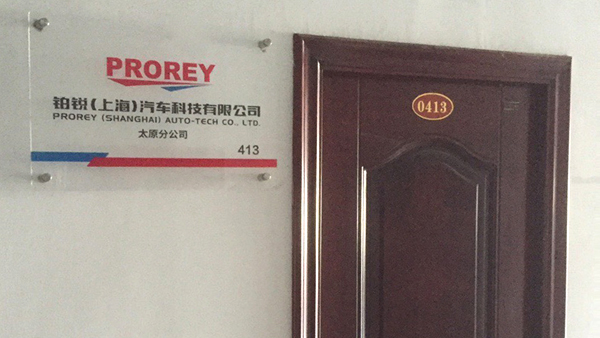 PROREY
铂锐(上海)汽车科技有限公司
PROREY (SHANGHAI) AUTO-TECH CO., LTD.
太原分公司
413
0413